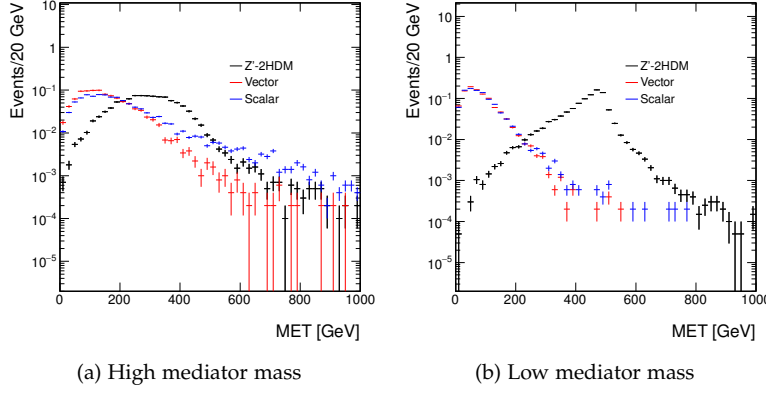 Events/20 GeV
10
1
10⁻¹
10⁻²
10⁻³
10⁻⁴
10⁻⁵
Z'-2HDM
Vector
Scalar
0 200 400 600 800 1000
MET [GeV]
(a) High mediator mass
Events/20 GeV
10
1
10⁻¹
10⁻²
10⁻³
10⁻⁴
10⁻⁵
Z'-2HDM
Vector
Scalar
0 200 400 600 800 1000
MET [GeV]
(b) Low mediator mass